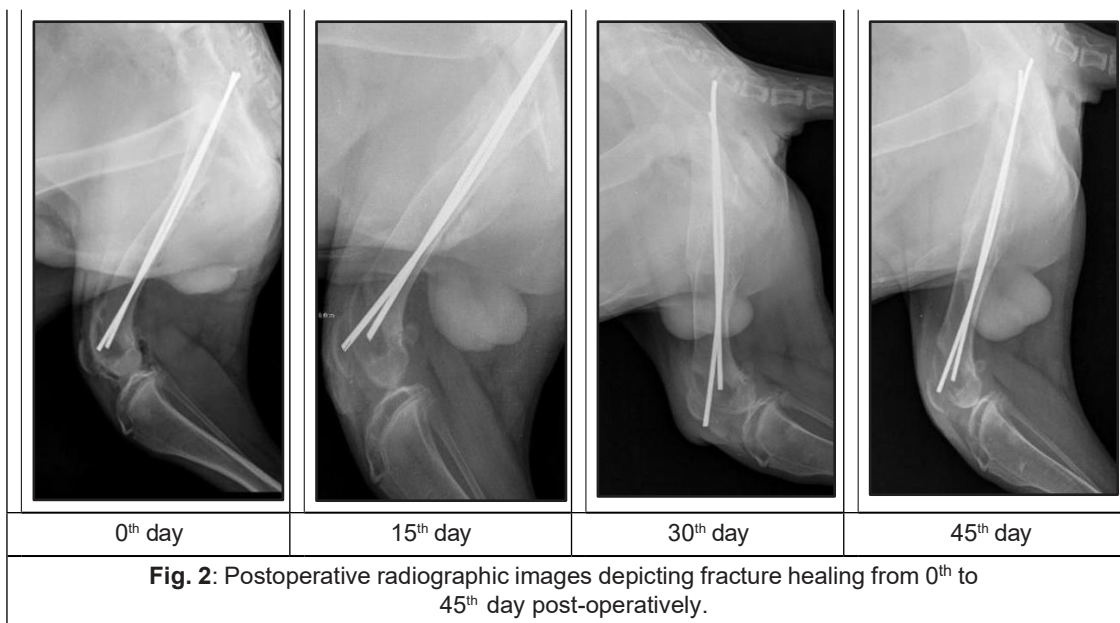 0th day
15th day
30th day
45th day
Fig. 2: Postoperative radiographic images depicting fracture healing from 0th to
45th day post-operatively.